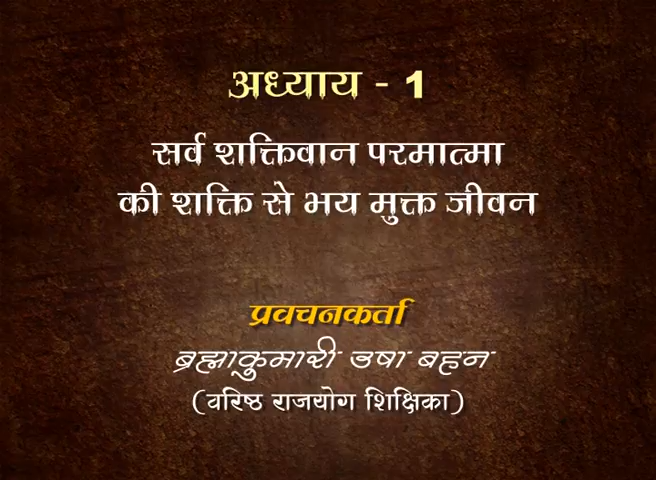 अध्याय - 1
सर्व शक्तिवान परमात्मा
की शक्ति से भय मुक्त जीवन
प्रवचनकर्ता
ब्रह्माकुमारी उषा बहन
(वरिष्ठ राजयोग शिक्षिका)